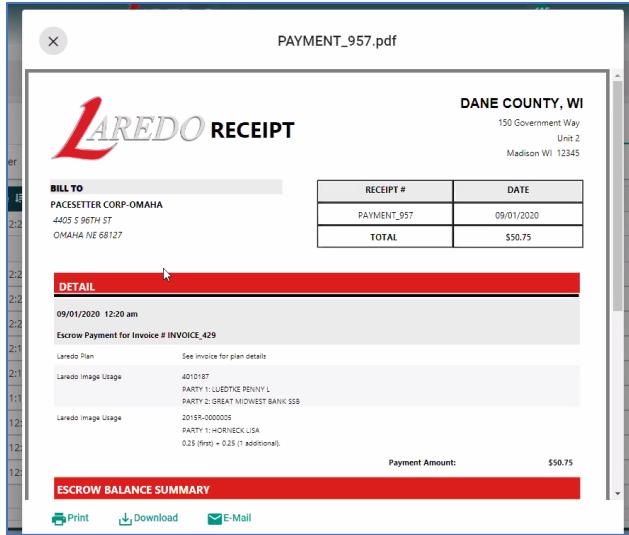 PAYMENT_957.pdf
LAREDO RECEIPT
DANE COUNTY, WI
150 Government Way
Unit 2
Madison WI 12345
BILL TO
PACESETTER CORP-OMAHA
4405 S 96TH ST
OMAHA NE 68127
RECEIPT # DATE
PAYMENT_957 09/01/2020
TOTAL $50.75
DETAIL
09/01/2020 12:20 am
Escrow Payment for Invoice # INVOICE_429
Laredo Plan See invoice for plan details
Laredo Image Usage 4010187
PARTY 1: LUEDTKE PENNY L
PARTY 2: GREAT MIDWEST BANK SSB
Laredo Image Usage 2015R-0000005
PARTY 1: HORNECK LISA
0.25 (first) + 0.25 (1 additional).
Payment Amount: $50.75
ESCROW BALANCE SUMMARY
Print Download E-Mail